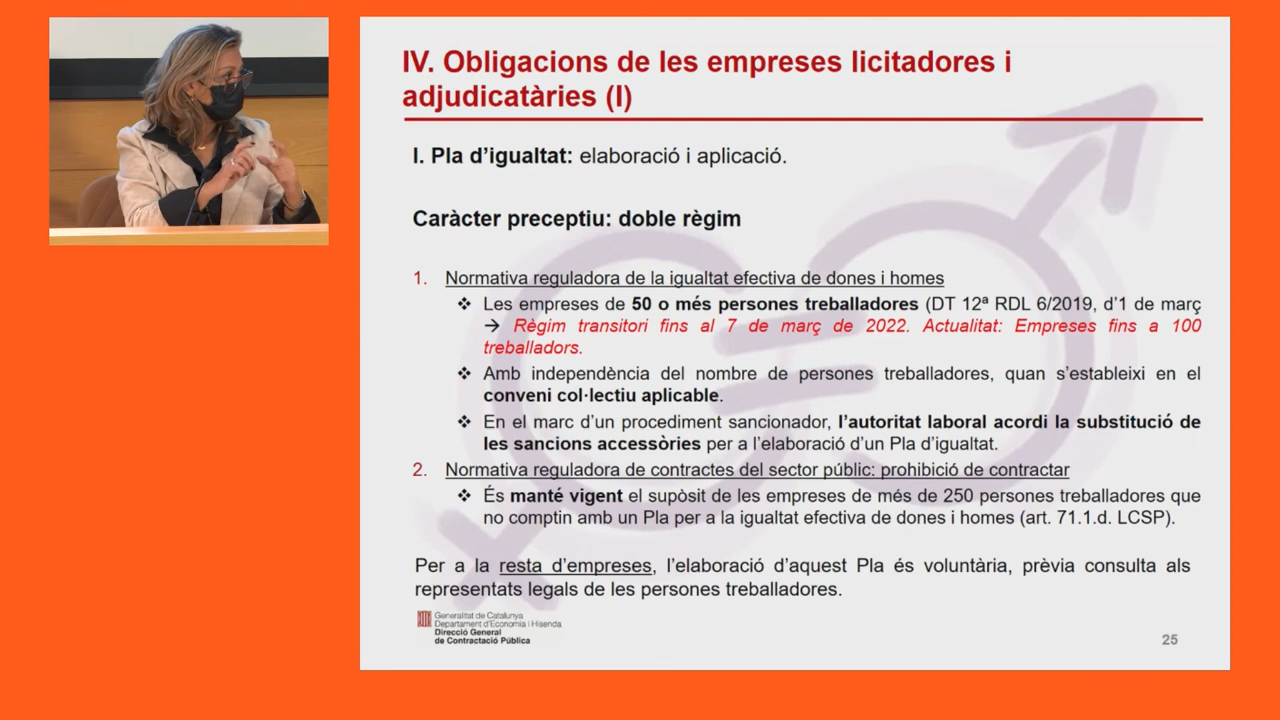 IV. Obligacions de les empreses licitadores i
adjudicatàries (I)
I. Pla d’igualtat: elaboració i aplicació.
Caràcter preceptiu: doble règim
1. Normativa reguladora de la igualtat efectiva de dones i homes
❖ Les empreses de 50 o més persones treballadores (DT 12ª RDL 6/2019, d’1 de març
→ Règim transitori fins al 7 de març de 2022. Actualitat: Empreses fins a 100
treballadors.
❖ Amb independència del nombre de persones treballadores, quan s’estableixi en el
conveni col·lectiu aplicable.
❖ En el marc d’un procediment sancionador, l’autoritat laboral acordi la substitució de
les sancions accessòries per a l’elaboració d’un Pla d’igualtat.
2. Normativa reguladora de contractes del sector públic: prohibició de contractar
❖ És manté vigent el supòsit de les empreses de més de 250 persones treballadores que
no comptin amb un Pla per a la igualtat efectiva de dones i homes (art. 71.1.d. LCSP).
Per a la resta d’empreses, l’elaboració d’aquest Pla és voluntària, prèvia consulta als
representats legals de les persones treballadores.
Generalitat de Catalunya
Departament d’Economia i Hisenda
Direcció General
de Contractació Pública
25